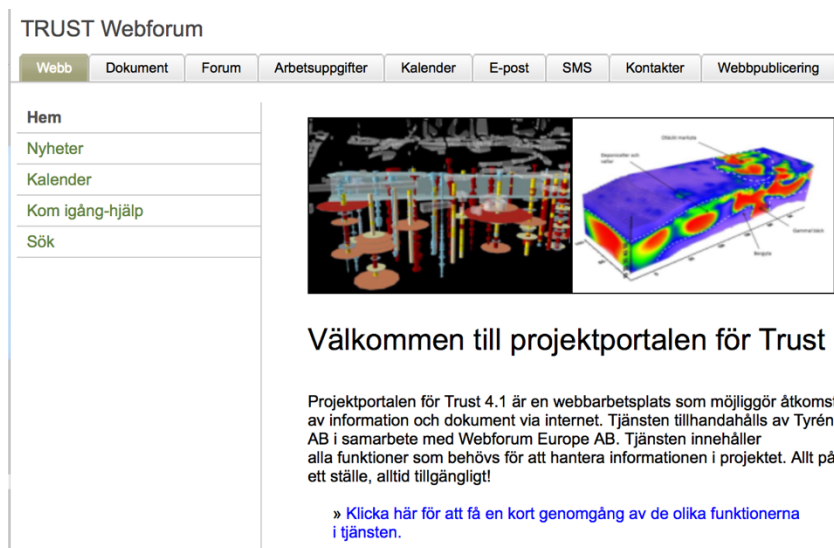 TRUST Webforum
Webb Dokument Forum Arbetsuppgifter Kalender E-post SMS Kontakter Webbpublicering
Hem
Nyheter
Kalender
Kom igång-hjälp
Sök
Välkommen till projektportalen för Trust
Projektportalen för Trust 4.1 är en webbarbetsplats som möjliggör åtkomst
av information och dokument via internet. Tjänsten tillhandahålls av Tyrén
AB i samarbete med Webforum Europe AB. Tjänsten innehåller
alla funktioner som behövs för att hantera informationen i projektet. Allt på
ett ställe, alltid tillgängligt!
» Klicka här för att få en kort genomgång av de olika funktionerna
i tjänsten.